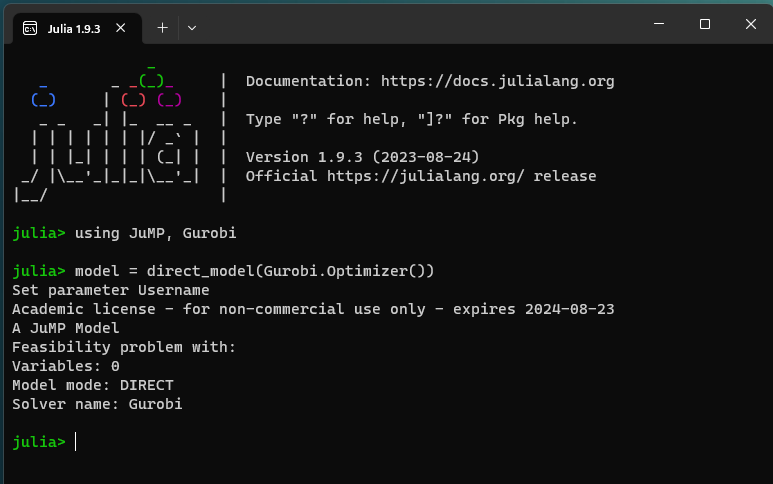 Julia 1.9.3
Documentation: https://docs.julialang.org
Type "?" for help, "]?" for Pkg help.
Version 1.9.3 (2023-08-24)
Official https://julialang.org/ release
julia> using JuMP, Gurobi
julia> model = direct_model(Gurobi.Optimizer())
Set parameter Username
Academic license - for non-commercial use only - expires 2024-08-23
A JuMP Model
Feasibility problem with:
Variables: 0
Model mode: DIRECT
Solver name: Gurobi
julia>